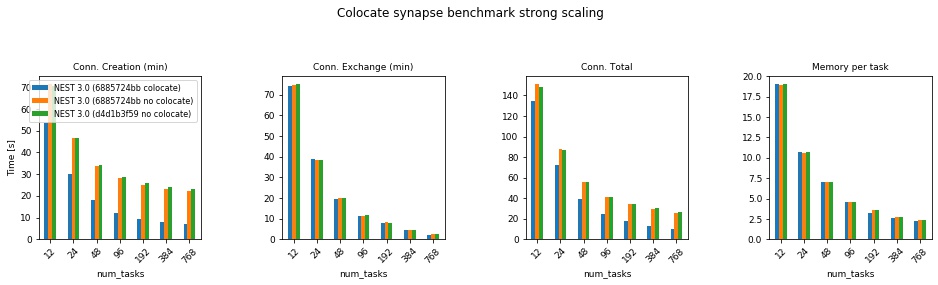 Colocate synapse benchmark strong scaling
Conn. Creation (min)
Time [s]
70
60
50
40
30
20
10
0
NEST 3.0 (6885724bb colocate)
NEST 3.0 (6885724bb no colocate)
NEST 3.0 (d4d1b3f59 no colocate)
12 24 48 96 192 384 768
num_tasks
Conn. Exchange (min)
70
60
50
40
30
20
10
0
12 24 48 96 192 384 768
num_tasks
Conn. Total
140
120
100
80
60
40
20
0
12 24 48 96 192 384 768
num_tasks
Memory per task
20.0
17.5
15.0
12.5
10.0
7.5
5.0
2.5
0.0
12 24 48 96 192 384 768
num_tasks